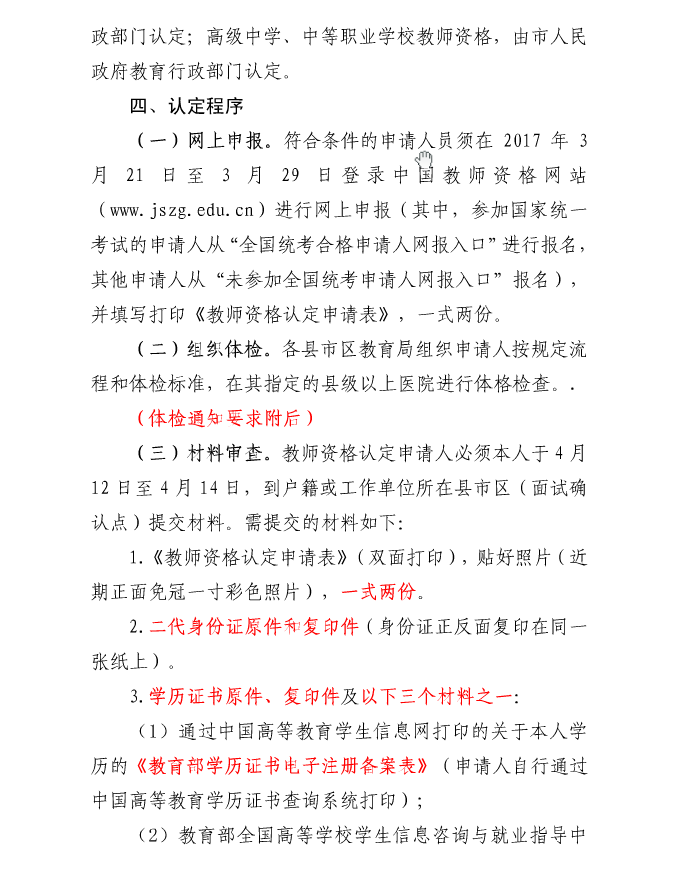 政部门认定；高级中学、中等职业学校教师资格，由市人民
政府教育行政部门认定。
四、认定程序
（一）网上申报。符合条件的申请人员须在 2017 年 3
月 21 日至 3 月 29 日登录中国教师资格网站
（www.jszg.edu.cn）进行网上申报（其中，参加国家统一
考试的申请人从“全国统考合格申请人网报入口”进行报名，
其他申请人从“未参加全国统考申请人网报入口”报名），
并填写打印《教师资格认定申请表》，一式两份。
（二）组织体检。各县市区教育局组织申请人按规定流
程和体检标准，在其指定的县级以上医院进行体格检查。.
（体检通知要求附后）
（三）材料审查。教师资格认定申请人必须本人于 4 月
12 日至 4 月 14 日，到户籍或工作单位所在县市区（面试确
认点）提交材料。需提交的材料如下：
1.《教师资格认定申请表》（双面打印），贴好照片（近
期正面免冠一寸彩色照片），一式两份。
2.二代身份证原件和复印件（身份证正反面复印在同一
张纸上）。
3.学历证书原件、复印件及以下三个材料之一：
（1）通过中国高等教育学生信息网打印的关于本人学
历的《教育部学历证书电子注册备案表》（申请人自行通过
中国高等教育学历证书查询系统打印）；
（2）教育部全国高等学校学生信息咨询与就业指导中